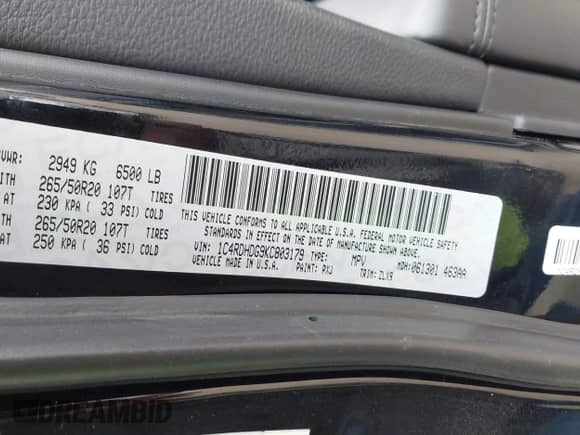 VWR: 2949 KG 6500 LB
ITH 265/50R20 107T TIRES
AT 230 KPA ( 33 PSI) COLD
ITH 265/50R20 107T TIRES
AT 250 KPA ( 36 PSI) COLD
THIS VEHICLE CONFORMS TO ALL APPLICABLE U.S.A. FEDERAL MOTOR VEHICLE SAFETY
STANDARDS IN EFFECT ON THE DATE OF MANUFACTURE SHOWN ABOVE.
VIN: 1C4RDHDG9KC803179 TYPE: MPV MDH:061301 463AA
VEHICLE MADE IN U.S.A. PAINT: PXJ TRIM: ZLV9
DREAMBID